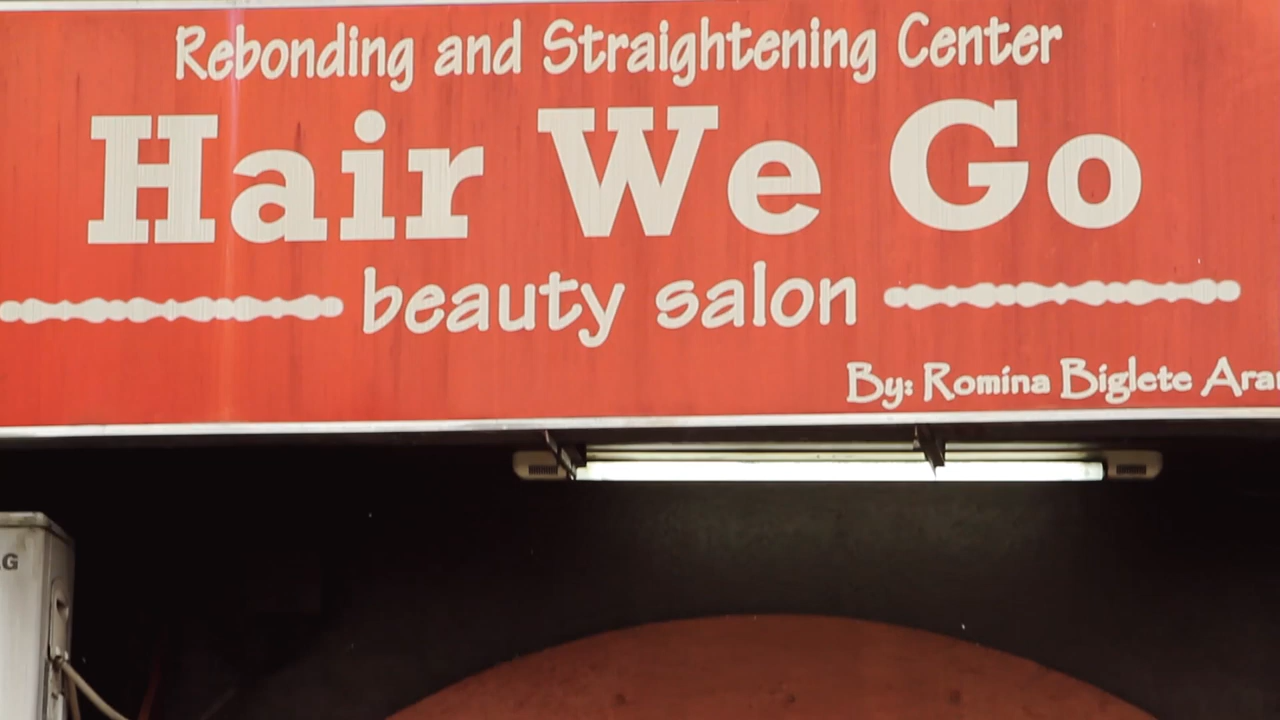 Rebonding and Straightening Center
Hair We Go
beauty salon
By: Romina Biglete